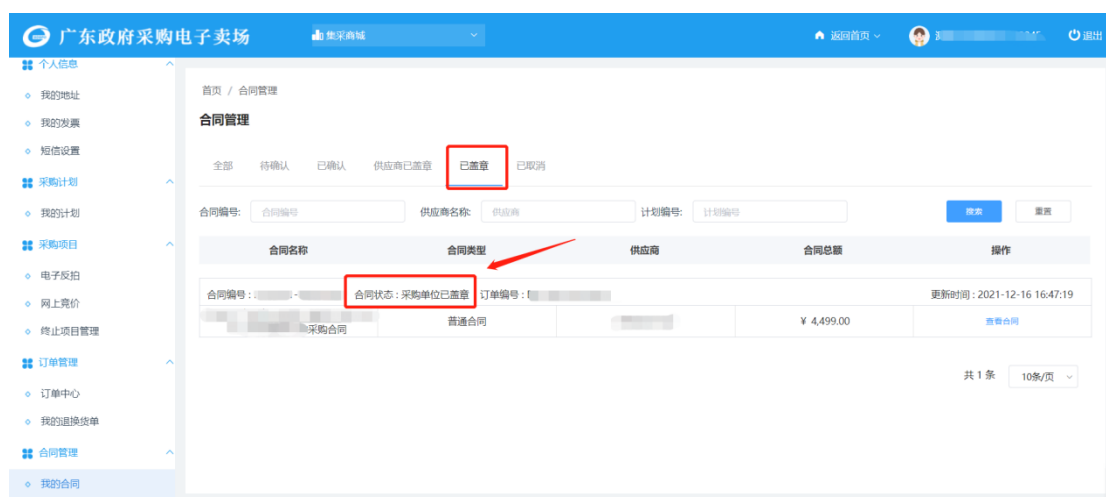 广东政府采购电子卖场 集采商城 返回首页 退出
个人信息
我的地址
我的发票
短信设置
采购计划
我的计划
采购项目
电子反拍
网上竞价
终止项目管理
订单管理
订单中心
我的退换货单
合同管理
我的合同
首页 / 合同管理
合同管理
全部 待确认 已确认 供应商已盖章 已盖章 已取消
合同编号: 合同编号 供应商名称: 供应商 计划编号: 计划编号 搜索 重置
合同名称 合同类型 供应商 合同总额 操作
合同编号: 合同状态:采购单位已盖章 订单编号: 更新时间:2021-12-16 16:47:19
采购合同 普通合同 ¥ 4,499.00 查看合同
共 1 条 10条/页